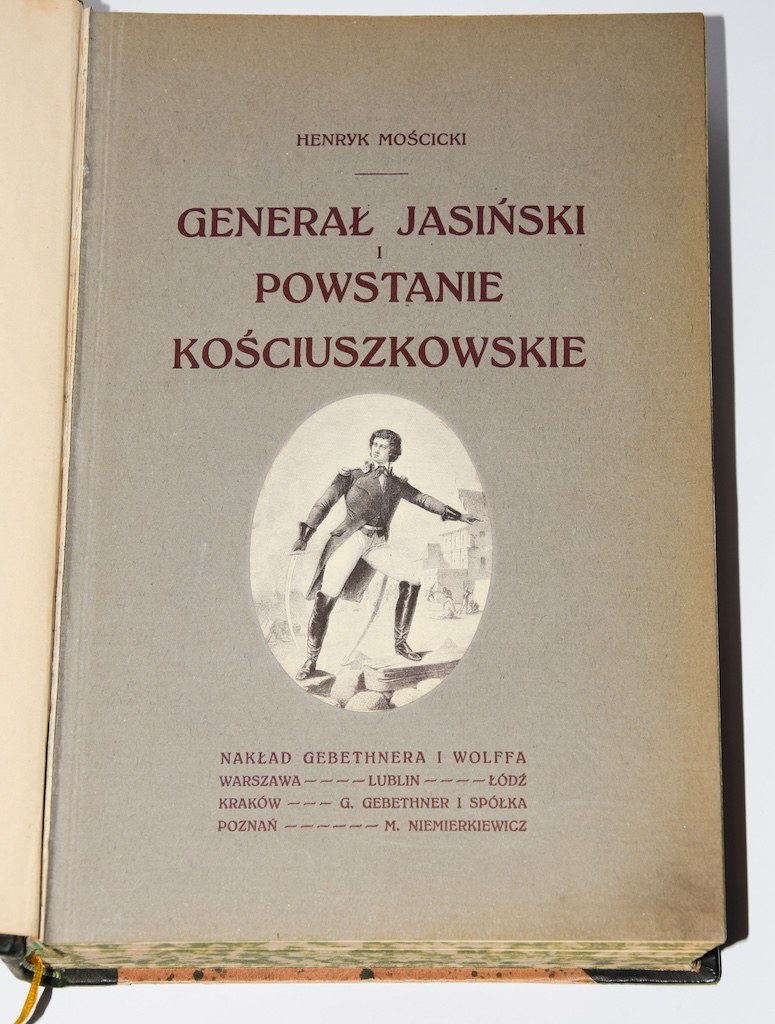 HENRYK MOŚCICKI
GENERAŁ JASIŃSKI
I
POWSTANIE
KOŚCIUSZKOWSKIE
NAKŁAD GEBETHNERA I WOLFFA
WARSZAWA ———— LUBLIN ———— ŁÓDŹ
KRAKÓW ——— G. GEBETHNER I SPÓŁKA
POZNAŃ —————— M. NIEMIERKIEWICZ